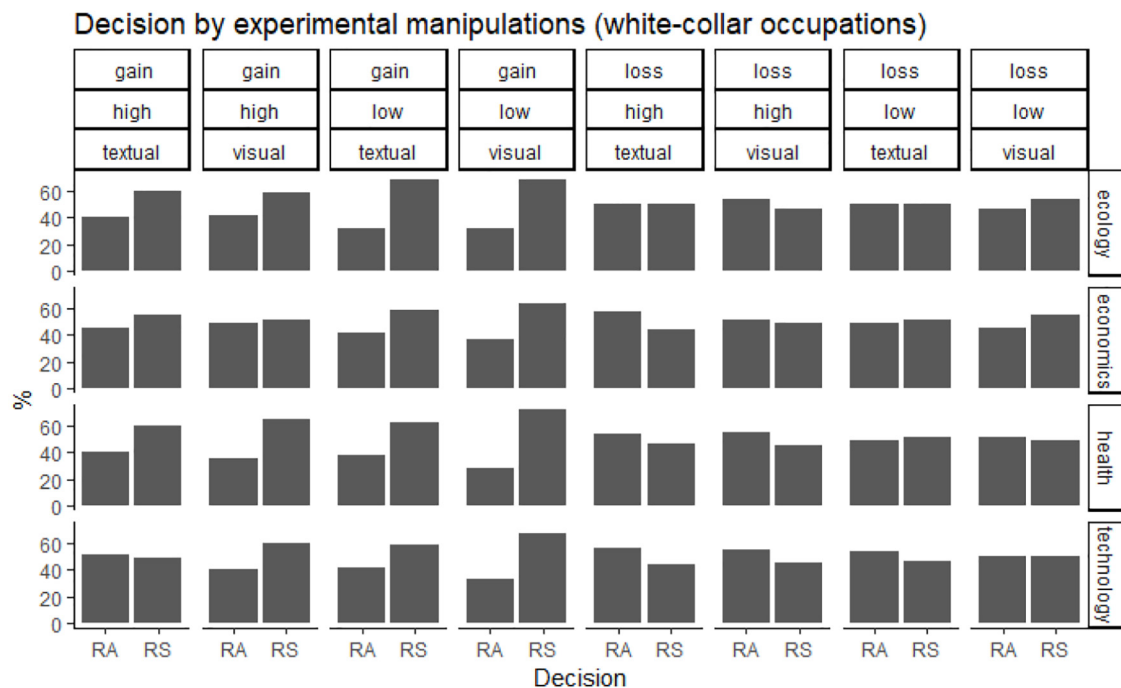 Decision by experimental manipulations (white-collar occupations)
gain gain gain gain loss loss loss loss
high high low low high high low low
textual visual textual visual textual visual textual visual
60
40
20
0
ecology
60
40
20
0
economics
%
60
40
20
0
health
60
40
20
0
technology
RA RS RA RS RA RS RA RS RA RS RA RS RA RS RA RS
Decision